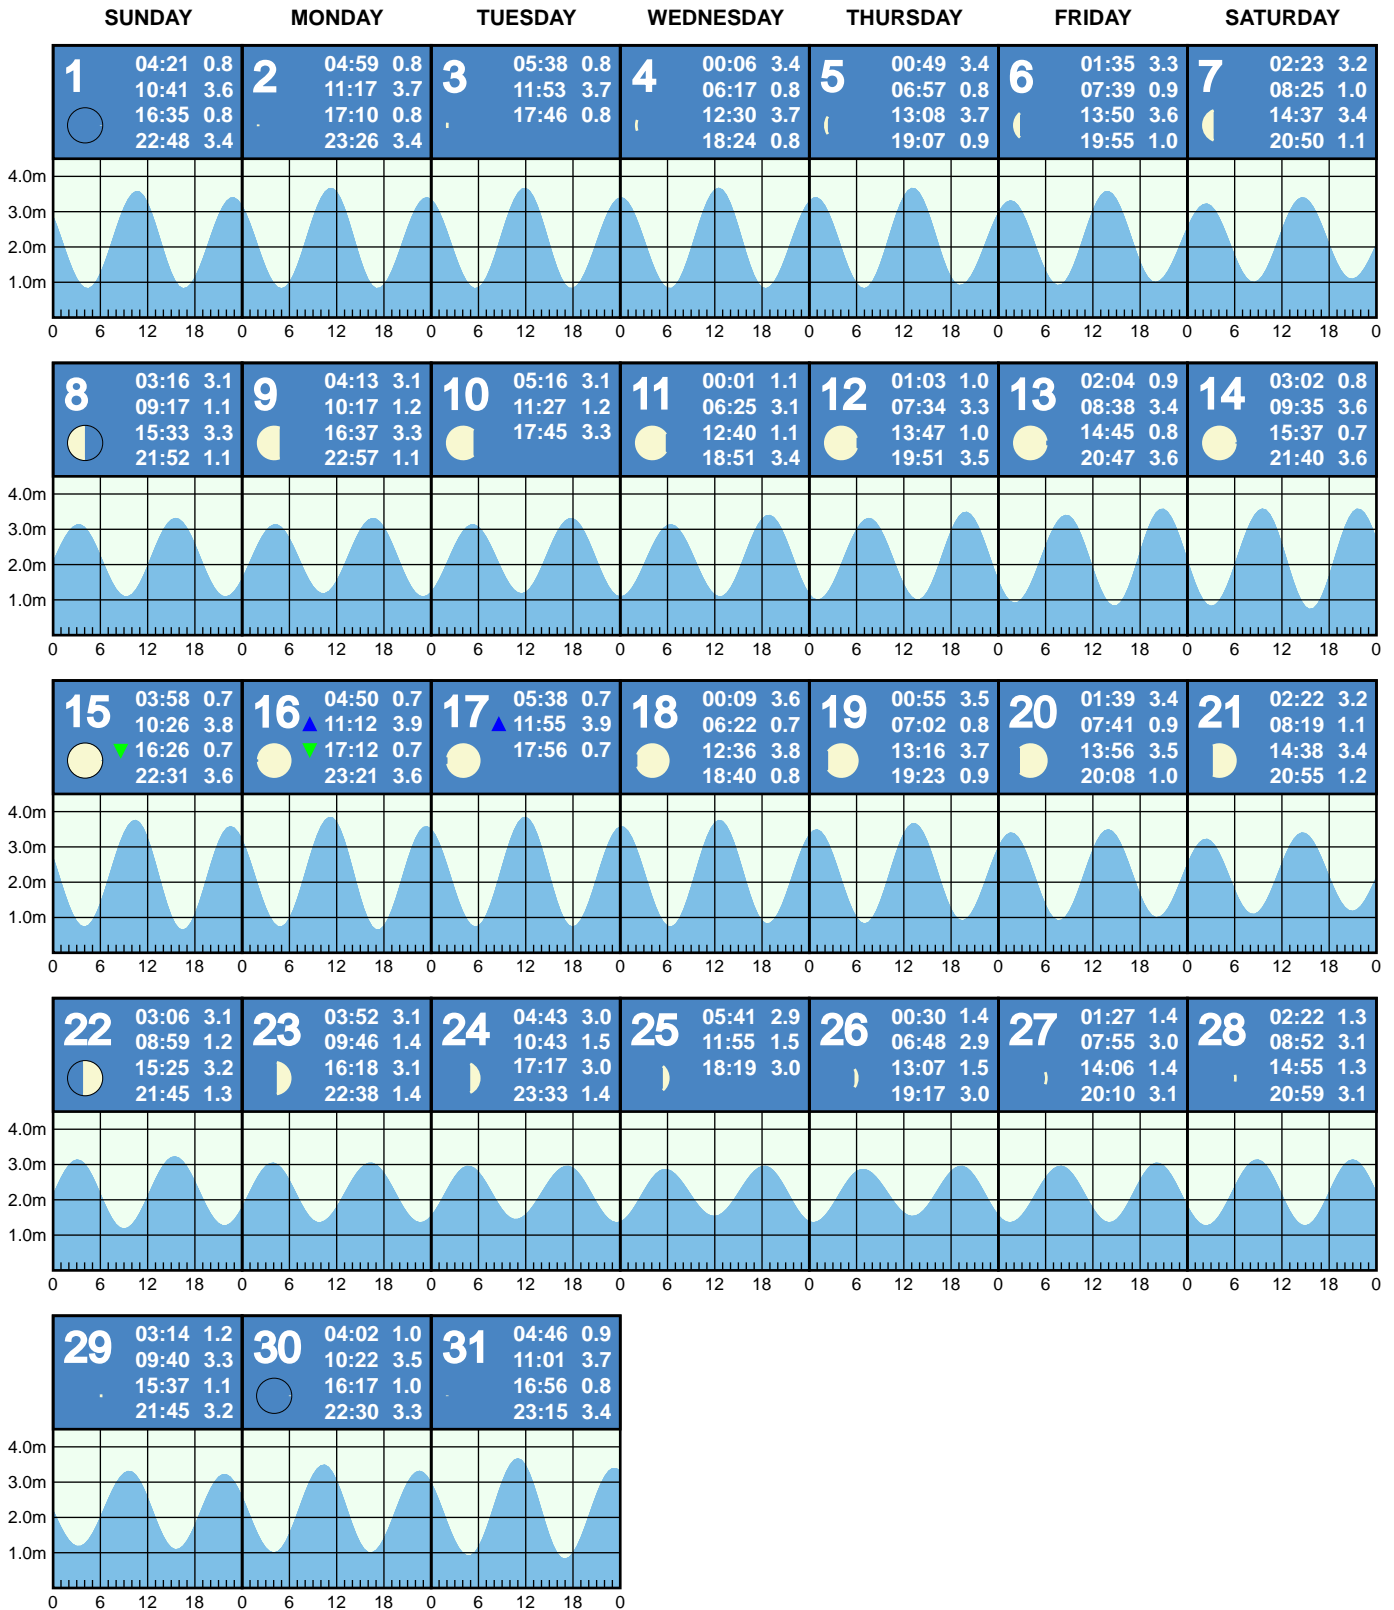 SUNDAY MONDAY TUESDAY WEDNESDAY THURSDAY FRIDAY SATURDAY
1 04:21 0.8
10:41 3.6
16:35 0.8
22:48 3.4
2 04:59 0.8
11:17 3.7
17:10 0.8
23:26 3.4
3 05:38 0.8
11:53 3.7
17:46 0.8
4 00:06 3.4
06:17 0.8
12:30 3.7
18:24 0.8
5 00:49 3.4
06:57 0.8
13:08 3.7
19:07 0.9
6 01:35 3.3
07:39 0.9
13:50 3.6
19:55 1.0
7 02:23 3.2
08:25 1.0
14:37 3.4
20:50 1.1
4.0m
3.0m
2.0m
1.0m
0 6 12 18 0 6 12 18 0 6 12 18 0 6 12 18 0 6 12 18 0 6 12 18 0 6 12 18 0
8 03:16 3.1
09:17 1.1
15:33 3.3
21:52 1.1
9 04:13 3.1
10:17 1.2
16:37 3.3
22:57 1.1
10 05:16 3.1
11:27 1.2
17:45 3.3
11 00:01 1.1
06:25 3.1
12:40 1.1
18:51 3.4
12 01:03 1.0
07:34 3.3
13:47 1.0
19:51 3.5
13 02:04 0.9
08:38 3.4
14:45 0.8
20:47 3.6
14 03:02 0.8
09:35 3.6
15:37 0.7
21:40 3.6
4.0m
3.0m
2.0m
1.0m
0 6 12 18 0 6 12 18 0 6 12 18 0 6 12 18 0 6 12 18 0 6 12 18 0 6 12 18 0
15 03:58 0.7
10:26 3.8
16:26 0.7
22:31 3.6
16 04:50 0.7
11:12 3.9
17:12 0.7
23:21 3.6
17 05:38 0.7
11:55 3.9
17:56 0.7
18 00:09 3.6
06:22 0.7
12:36 3.8
18:40 0.8
19 00:55 3.5
07:02 0.8
13:16 3.7
19:23 0.9
20 01:39 3.4
07:41 0.9
13:56 3.5
20:08 1.0
21 02:22 3.2
08:19 1.1
14:38 3.4
20:55 1.2
4.0m
3.0m
2.0m
1.0m
0 6 12 18 0 6 12 18 0 6 12 18 0 6 12 18 0 6 12 18 0 6 12 18 0 6 12 18 0
22 03:06 3.1
08:59 1.2
15:25 3.2
21:45 1.3
23 03:52 3.1
09:46 1.4
16:18 3.1
22:38 1.4
24 04:43 3.0
10:43 1.5
17:17 3.0
23:33 1.4
25 05:41 2.9
11:55 1.5
18:19 3.0
26 00:30 1.4
06:48 2.9
13:07 1.5
19:17 3.0
27 01:27 1.4
07:55 3.0
14:06 1.4
20:10 3.1
28 02:22 1.3
08:52 3.1
14:55 1.3
20:59 3.1
4.0m
3.0m
2.0m
1.0m
0 6 12 18 0 6 12 18 0 6 12 18 0 6 12 18 0 6 12 18 0 6 12 18 0 6 12 18 0
29 03:14 1.2
09:40 3.3
15:37 1.1
21:45 3.2
30 04:02 1.0
10:22 3.5
16:17 1.0
22:30 3.3
31 04:46 0.9
11:01 3.7
16:56 0.8
23:15 3.4
4.0m
3.0m
2.0m
1.0m
0 6 12 18 0 6 12 18 0 6 12 18 0